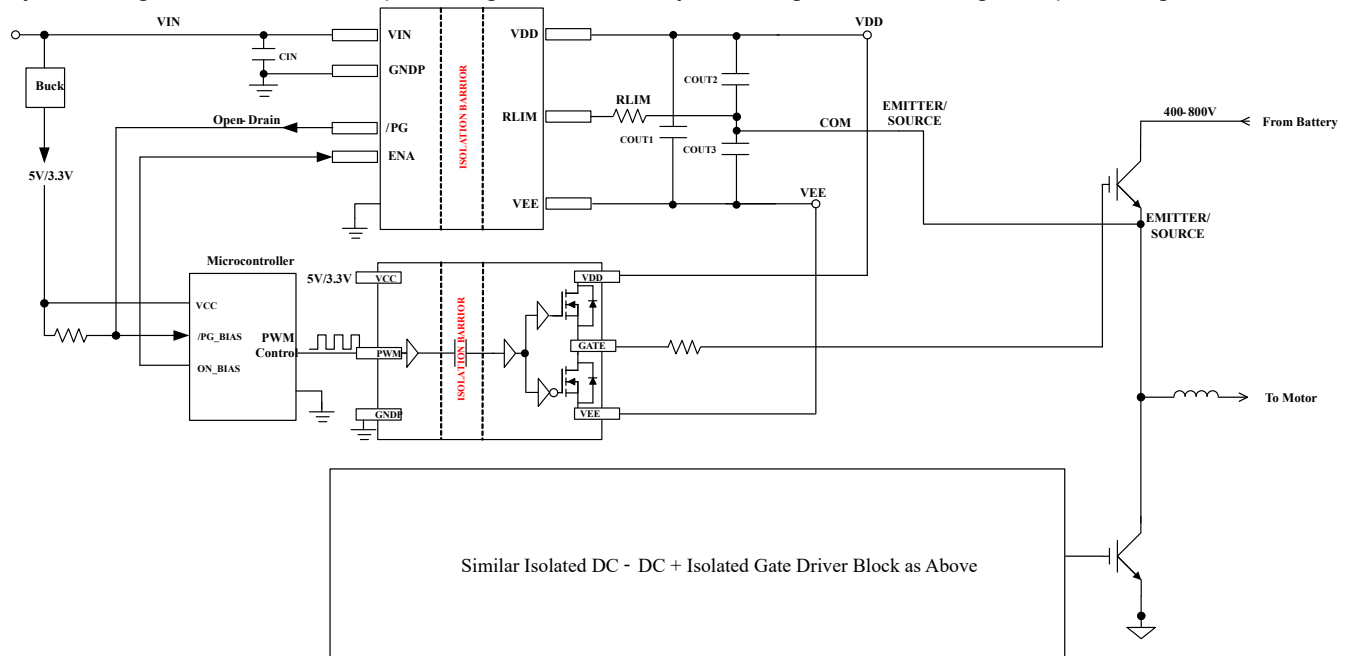 VIN
VIN
VDD
VDD
CIN
GNDP
COUT2
Buck
ISOLATION BARRIER
RLIM
RLIM
EMITTER/
SOURCE
400-800V
From Battery
Open-Drain
/PG
COM
COUT1
COUT3
ENA
5V/3.3V
VEE
VEE
EMITTER/
SOURCE
Microcontroller
5V/3.3V
VCC
VDD
ISOLATION BARRIER
VCC
/PG_BIAS
PWM
Control
PWM
GATE
ON_BIAS
To Motor
GNDP
VEE
Similar Isolated DC - DC + Isolated Gate Driver Block as Above